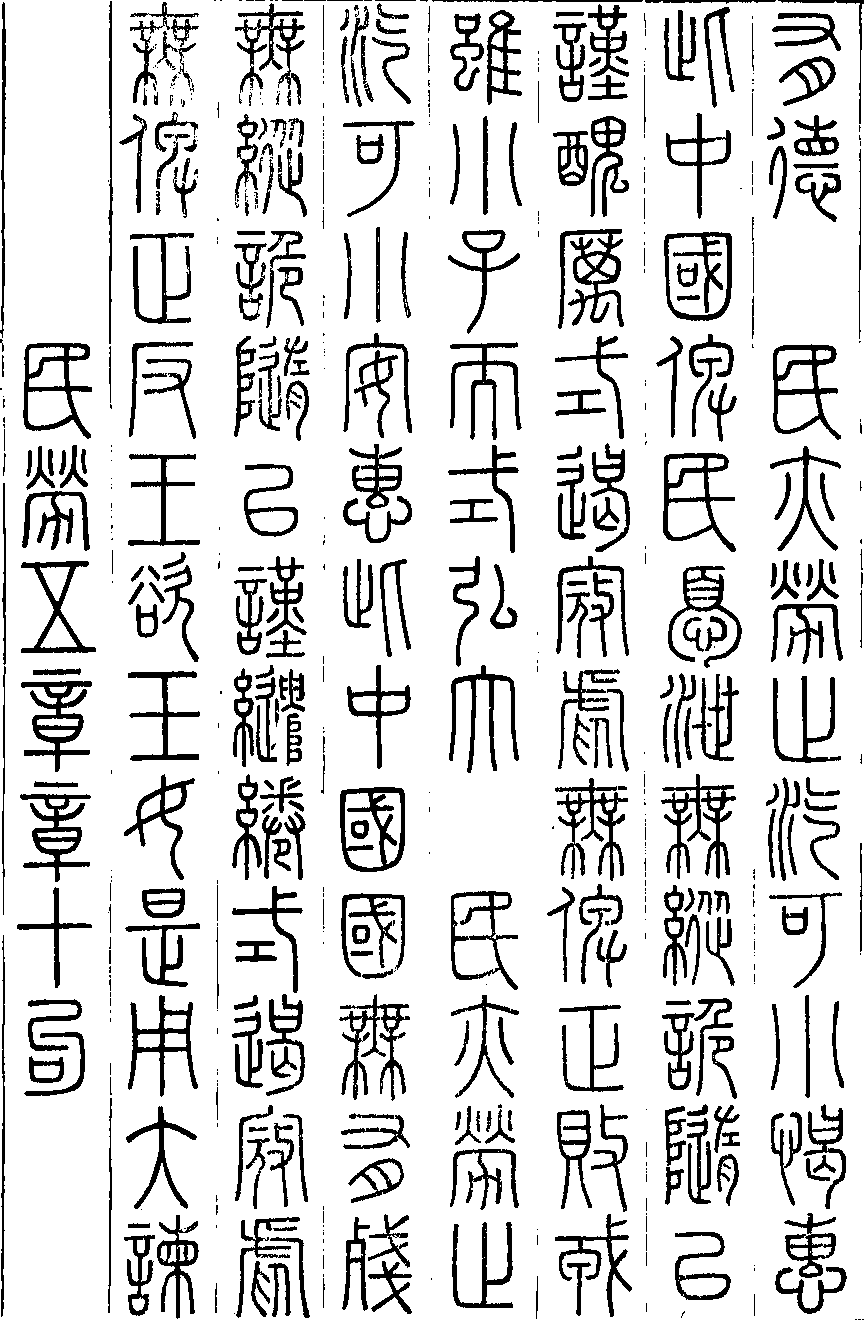 有德　民亦勞止汔可小愒惠
此中國俾民憂泄無縱詭隨以
謹醜厲式遏寇虐無俾正敗戎
雖小子而式弘大　民亦勞止
汔可小安惠此中國國無有殘
無縱詭隨以謹繾綣式遏寇虐
無俾正反王欲玉女是用大諫
民勞五章章十句